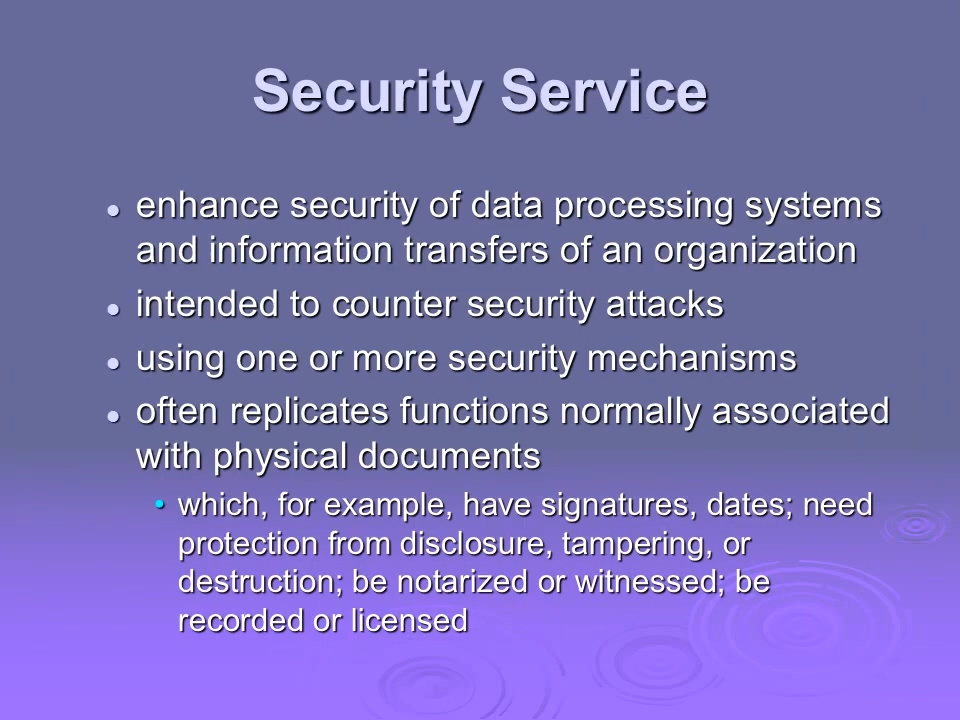 Security Service
enhance security of data processing systems
and information transfers of an organization
intended to counter security attacks
using one or more security mechanisms
often replicates functions normally associated
with physical documents
which, for example, have signatures, dates; need
protection from disclosure, tampering, or
destruction; be notarized or witnessed; be
recorded or licensed